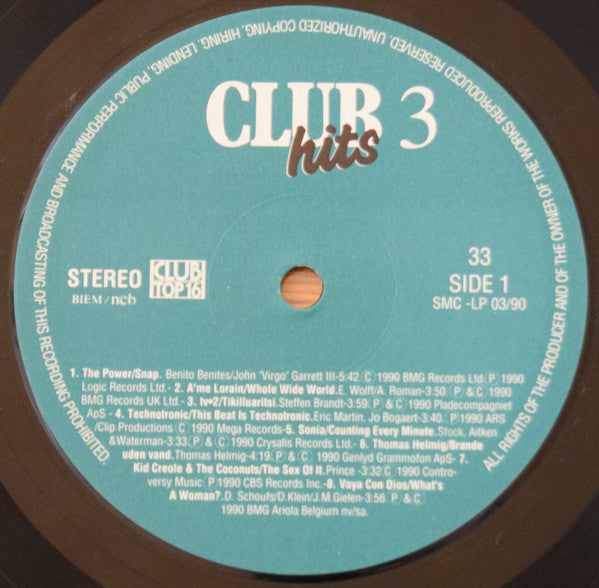 UNAUTHORIZED COPYING, HIRING, LENDING, PUBLIC PERFORMANCE AND BROADCASTING OF THIS RECORDING PROHIBITED.
ALL RIGHTS OF THE PRODUCER AND OF THE OWNER OF THE WORKS REPRODUCED RESERVED.
CLUB 3
hits
STEREO
BIEM/ncb
CLUB
TOP 16
33
SIDE 1
SMC -LP 03/90
1. The Power/Snap. Benito Benites/John "Virgo" Garrett III-5:42 C 1990 BMG Records Ltd. P 1990
Logic Records Ltd.- 2. A'me Lorain/Whole Wide World.E. Wolff/A. Roman-3:50 P & C 1990
BMG Records UK Ltd.- 3. tv=2/Tikilluarilsi.Steffen Brandt-3:59 P & C 1990 Pladecompagniet
ApS - 4. Technotronic/This Beat Is Technotronic.Eric Martin, Jo Bogaert-3:40 P 1990 ARS
/Clip Productions C 1990 Mega Records-5. Sonia/Counting Every Minute.Stock, Aitken
&Waterman-3:33 P & C 1990 Crysalis Records Ltd.- 6. Thomas Helmig/Brønde
uden vand.Thomas Helmig-4:19 P & C 1990 Genlyd Grammofon ApS-7.
Kid Creole & The Coconuts/The Sex Of It.Prince -3:32 C 1990 Contro-
versy Music P 1990 CBS Records Inc.-8. Vaya Con Dios/What's
A Woman?.D. Schoufs/D.Klein/J.M.Gielen-3:56 P & C
1990 BMG Ariola Belgium nv/sa.